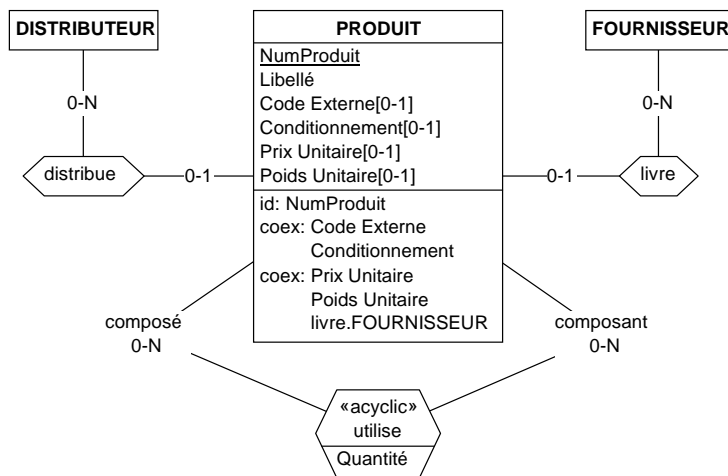 DISTRIBUTEUR
PRODUIT
FOURNISSEUR
NumProduit
Libellé
Code Externe[0-1]
Conditionnement[0-1]
Prix Unitaire[0-1]
Poids Unitaire[0-1]
0-N
0-N
distribue
0-1
0-1
livre
id: NumProduit
coex: Code Externe
Conditionnement
coex: Prix Unitaire
Poids Unitaire
livre.FOURNISSEUR
composé
0-N
composant
0-N
«acyclic»
utilise
Quantité